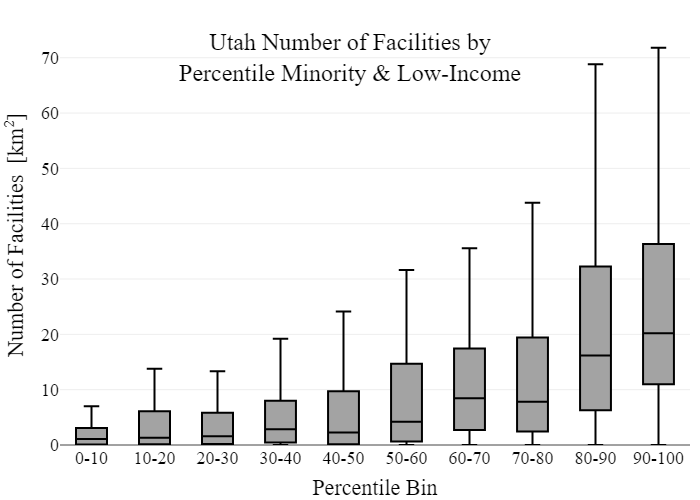 Utah Number of Facilities by
Percentile Minority & Low-Income
Number of Facilities [km²]
70
60
50
40
30
20
10
0
0-10 10-20 20-30 30-40 40-50 50-60 60-70 70-80 80-90 90-100
Percentile Bin